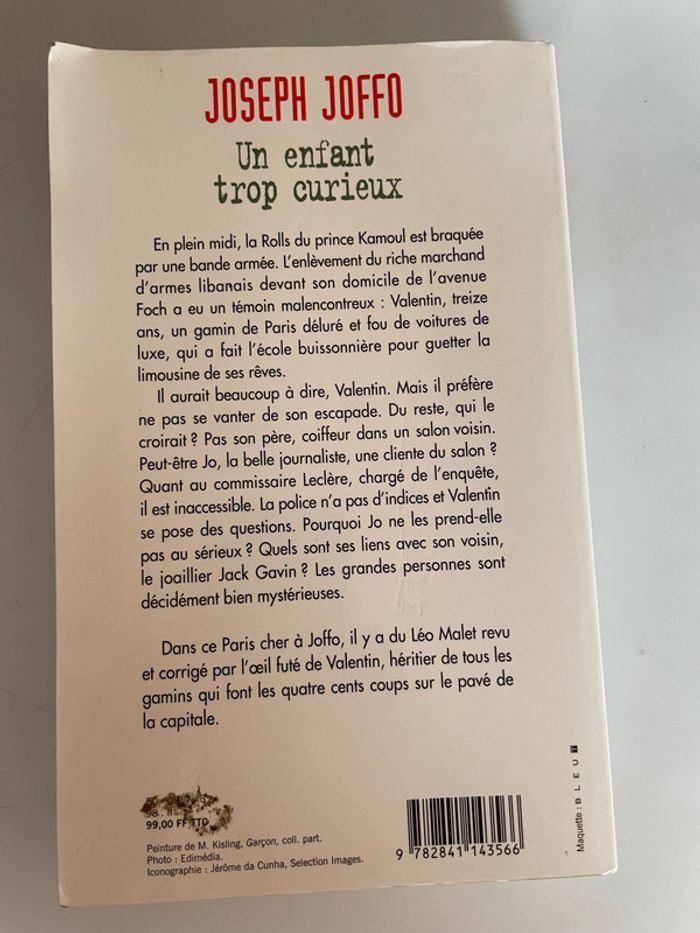 JOSEPH JOFFO
Un enfant
trop curieux
En plein midi, la Rolls du prince Kamoul est braquée
par une bande armée. L'enlèvement du riche marchand
d'armes libanais devant son domicile de l'avenue
Foch a eu un témoin malencontreux : Valentin, treize
ans, un gamin de Paris déluré et fou de voitures de
luxe, qui a fait l'école buissonnière pour guetter la
limousine de ses rêves.
Il aurait beaucoup à dire, Valentin. Mais il préfère
ne pas se vanter de son escapade. Du reste, qui le
croirait ? Pas son père, coiffeur dans un salon voisin.
Peut-être Jo, la belle journaliste, une cliente du salon ?
Quant au commissaire Leclère, chargé de l'enquête,
il est inaccessible. La police n'a pas d'indices et Valentin
se pose des questions. Pourquoi Jo ne les prend-elle
pas au sérieux ? Quels sont ses liens avec son voisin,
le joaillier Jack Gavin ? Les grandes personnes sont
décidément bien mystérieuses.
Dans ce Paris cher à Joffo, il y a du Léo Malet revu
et corrigé par l'œil futé de Valentin, héritier de tous les
gamins qui font les quatre cents coups sur le pavé de
la capitale.
98
99,00 FF TTC
Peinture de M. Kisling, Garçon, coll. part.
Photo : Edimédia.
Iconographie : Jérôme da Cunha, Selection Images.
9 782841 143566
Maquette : BLEU T